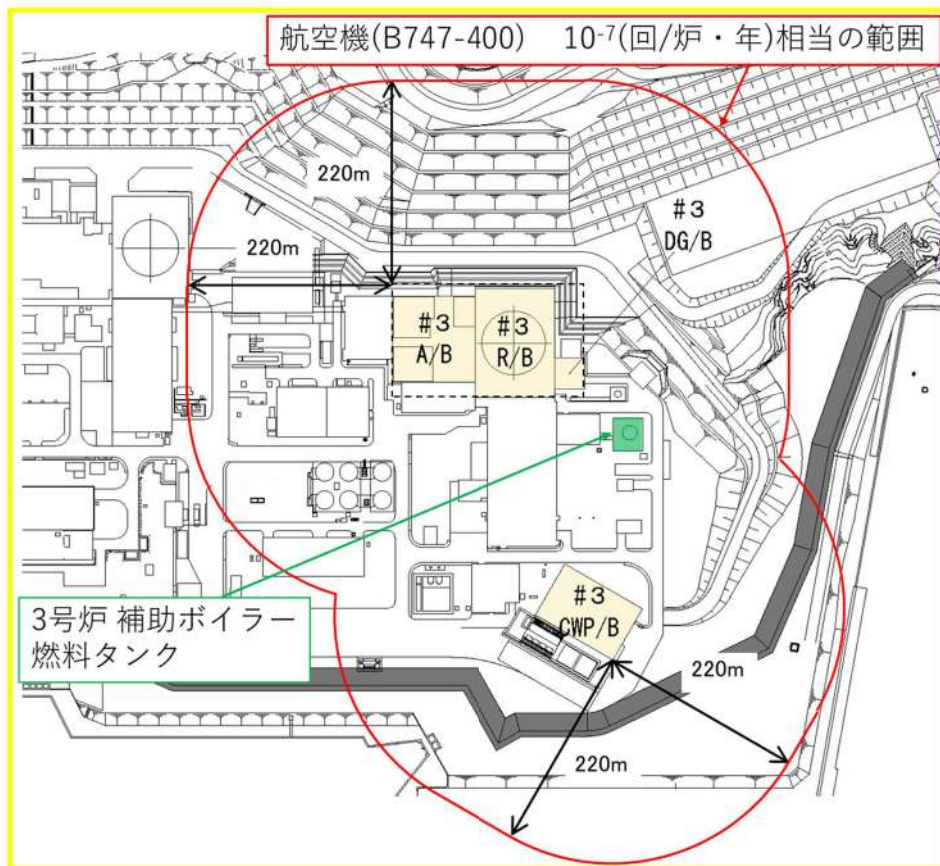 航空機(B747-400) 10⁻⁷(回/炉・年)相当の範囲
220m
#3
DG/B
220m
#3
A/B
#3
R/B
3号炉 補助ボイラー
燃料タンク
#3
CWP/B
220m
220m